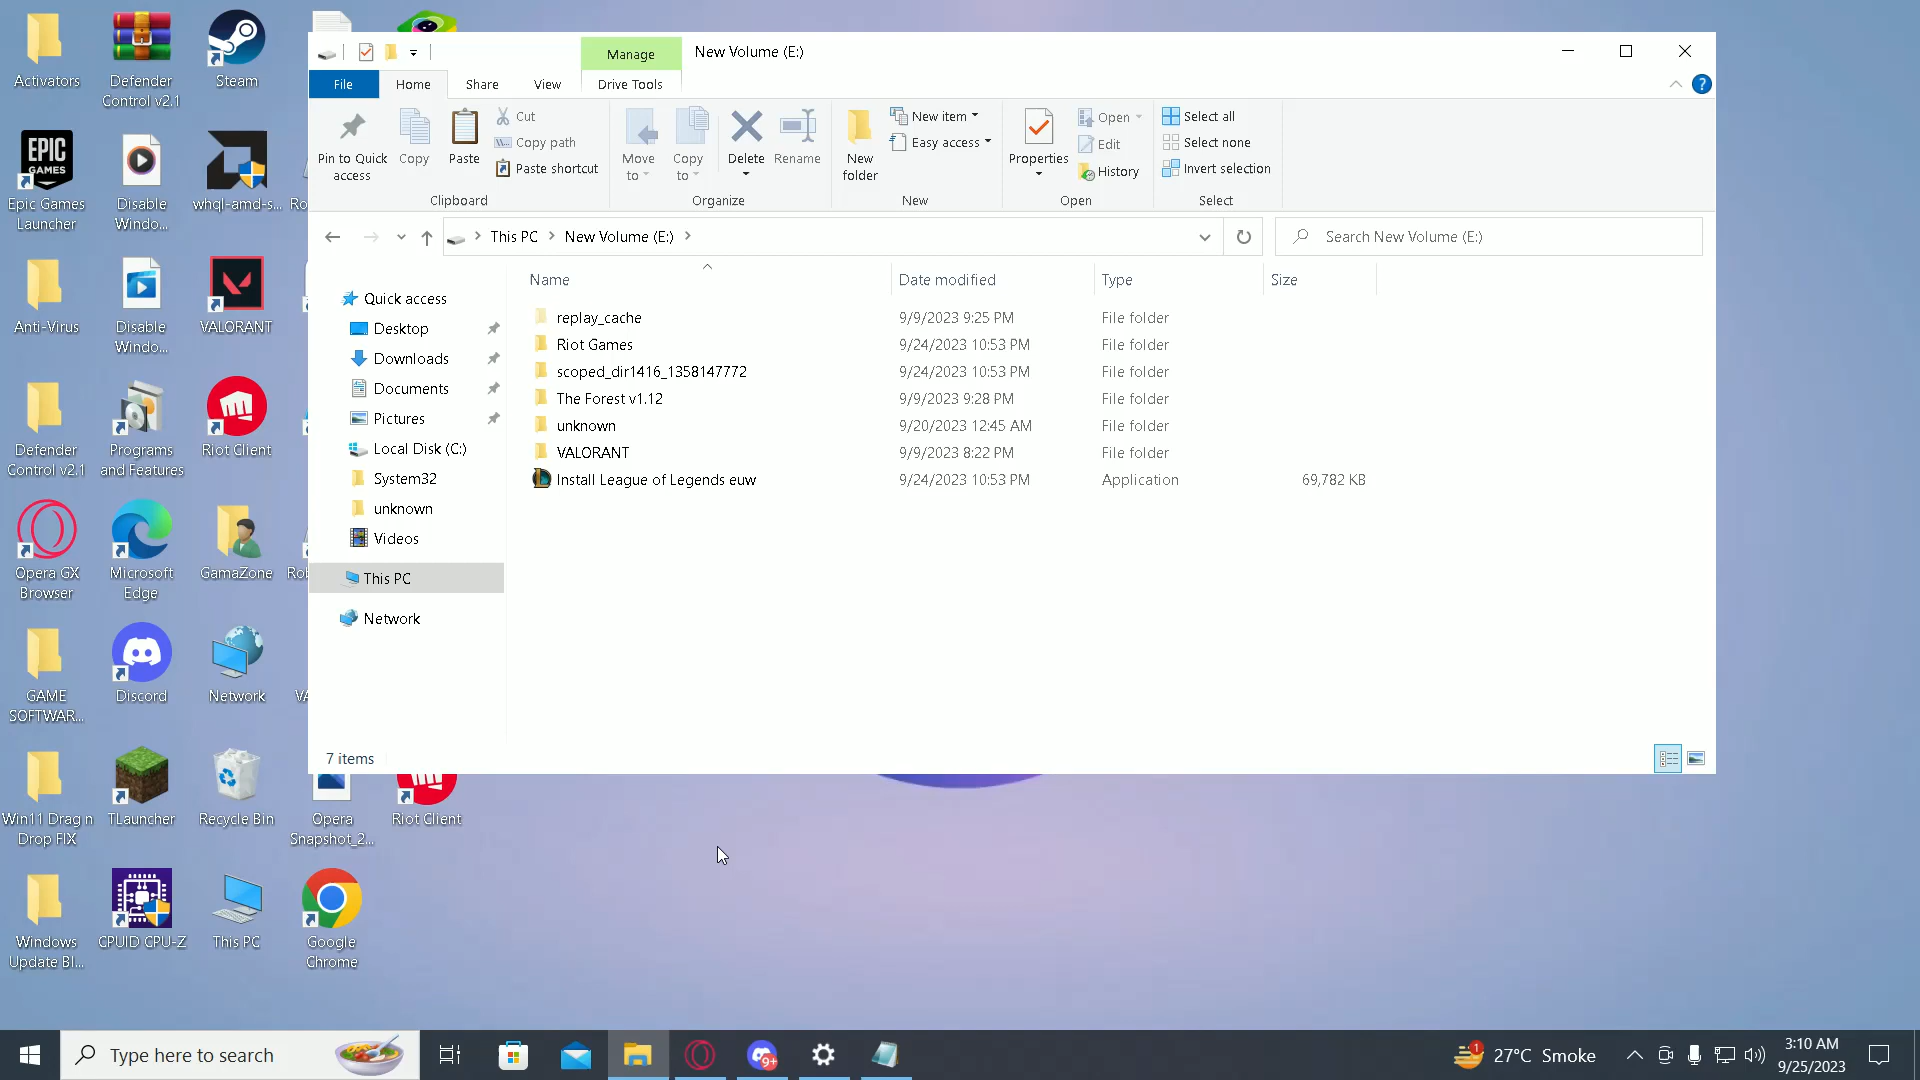 Activators
Defender
Control v2.1
Steam
EPIC
GAMES
Epic Games
Launcher
Disable
Windo...
whql-amd-s...
Ro
Anti-Virus
Disable
Windo...
VALORANT
Defender
Control v2.1
Programs
and Features
Riot Client
Opera GX
Browser
Microsoft
Edge
GamaZone
Rol
GAME
SOFTWAR...
Discord
Network
VA
Win11 Drag n
Drop FIX
TLauncher
Recycle Bin
Opera
Snapshot_2...
Riot Client
Windows
Update Bl...
CPUID CPU-Z
This PC
Google
Chrome
Manage
New Volume (E:)
File
Home
Share
View
Drive Tools
Pin to Quick
access
Copy
Paste
Cut
Copy path
Paste shortcut
Clipboard
Move
to
Copy
to
Delete
Rename
Organize
New
folder
New item
Easy access
New
Properties
Open
Edit
History
Open
Select all
Select none
Invert selection
Select
This PC
New Volume (E:)
Search New Volume (E:)
Quick access
Desktop
Downloads
Documents
Pictures
Local Disk (C:)
System32
unknown
Videos
This PC
Network
Name Date modified Type Size
replay_cache 9/9/2023 9:25 PM File folder
Riot Games 9/24/2023 10:53 PM File folder
scoped_dir1416_1358147772 9/24/2023 10:53 PM File folder
The Forest v1.12 9/9/2023 9:28 PM File folder
unknown 9/20/2023 12:45 AM File folder
VALORANT 9/9/2023 8:22 PM File folder
Install League of Legends euw 9/24/2023 10:53 PM Application 69,782 KB
7 items
Type here to search
9+
1
27°C Smoke
3:10 AM
9/25/2023